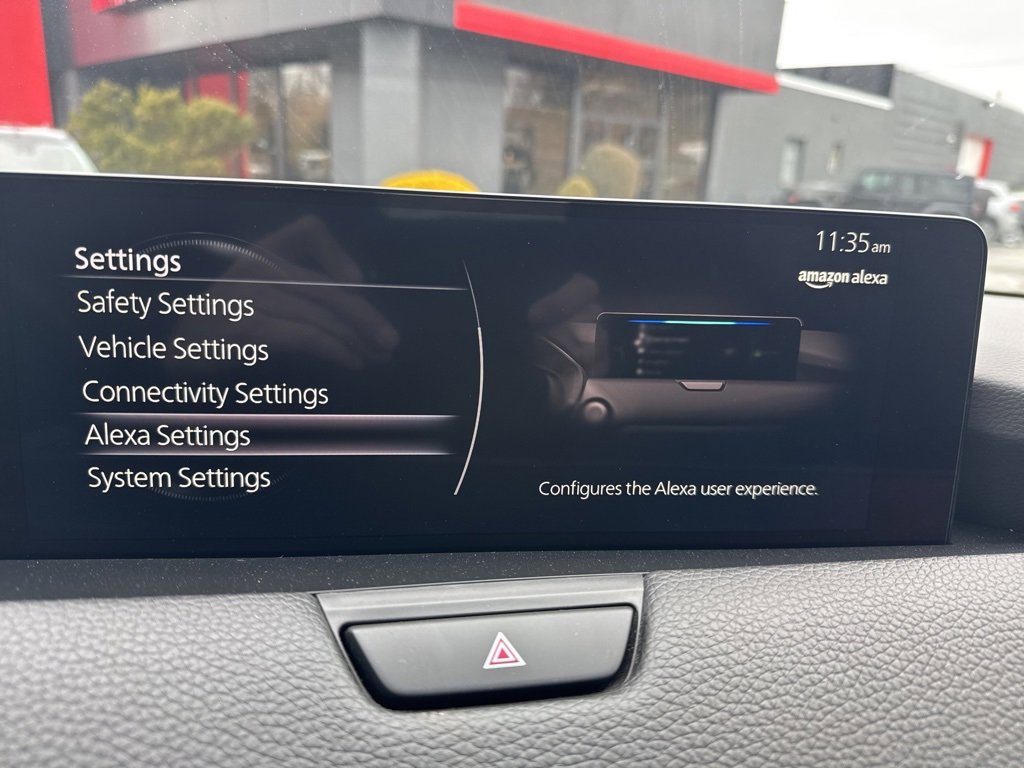 11:35am
amazon alexa
Settings
Safety Settings
Vehicle Settings
Connectivity Settings
Alexa Settings
System Settings
Configures the Alexa user experience.